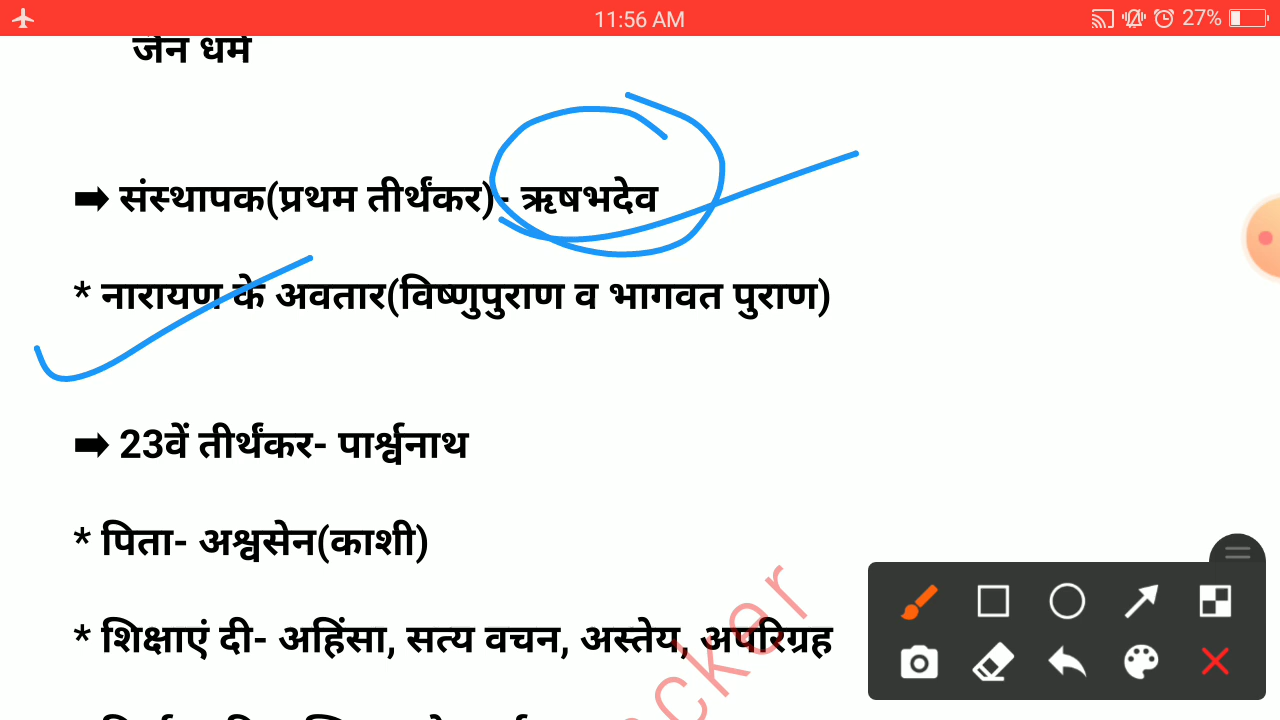 11:56 AM
27%
जैन धर्म
➡ संस्थापक(प्रथम तीर्थंकर)- ऋषभदेव
* नारायण के अवतार(विष्णुपुराण व भागवत पुराण)
➡ 23वें तीर्थंकर- पार्श्वनाथ
* पिता- अश्वसेन(काशी)
* शिक्षाएं दी- अहिंसा, सत्य वचन, अस्तेय, अपरिग्रह
cker